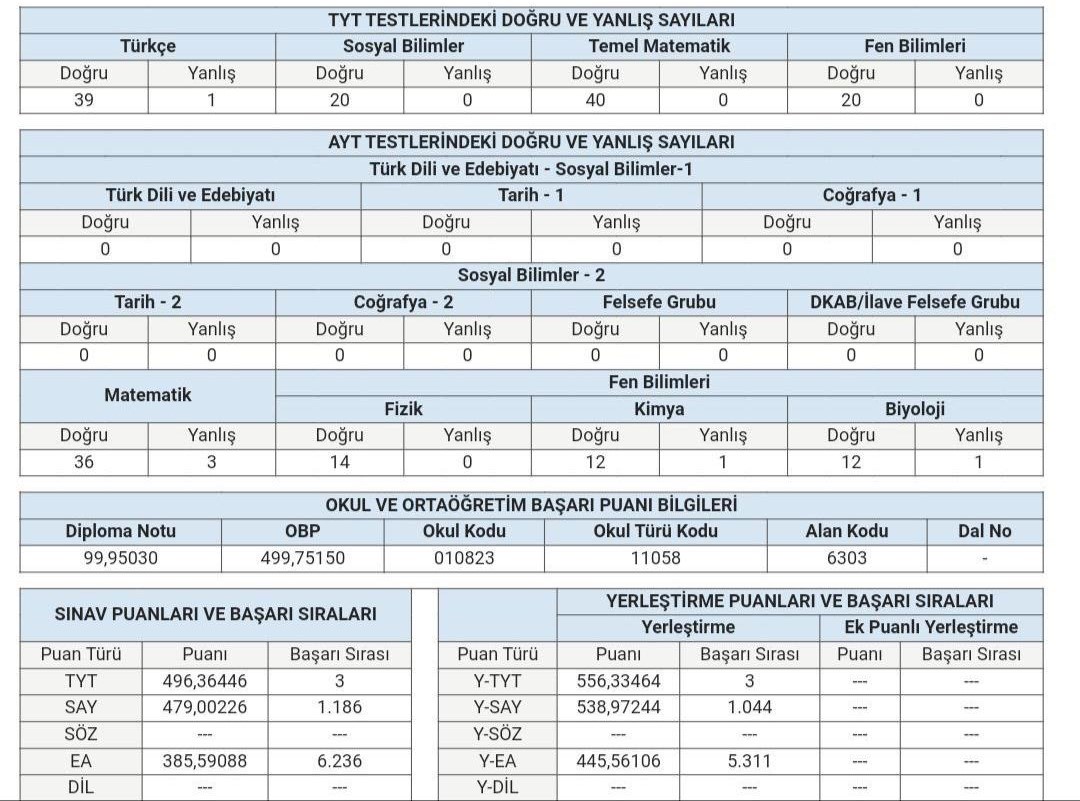 TYT TESTLERİNDEKİ DOĞRU VE YANLIŞ SAYILARI
Türkçe Sosyal Bilimler Temel Matematik Fen Bilimleri
Doğru Yanlış Doğru Yanlış Doğru Yanlış Doğru Yanlış
39 1 20 0 40 0 20 0
AYT TESTLERİNDEKİ DOĞRU VE YANLIŞ SAYILARI
Türk Dili ve Edebiyatı - Sosyal Bilimler-1
Türk Dili ve Edebiyatı Tarih - 1 Coğrafya - 1
Doğru Yanlış Doğru Yanlış Doğru Yanlış
0 0 0 0 0 0
Sosyal Bilimler - 2
Tarih - 2 Coğrafya - 2 Felsefe Grubu DKAB/İlave Felsefe Grubu
Doğru Yanlış Doğru Yanlış Doğru Yanlış Doğru Yanlış
0 0 0 0 0 0 0 0
Matematik Fen Bilimleri
Fizik Kimya Biyoloji
Doğru Yanlış Doğru Yanlış Doğru Yanlış Doğru Yanlış
36 3 14 0 12 1 12 1
OKUL VE ORTAÖĞRETİM BAŞARI PUANI BİLGİLERİ
Diploma Notu OBP Okul Kodu Okul Türü Kodu Alan Kodu Dal No
99,95030 499,75150 010823 11058 6303 -
SINAV PUANLARI VE BAŞARI SIRALARI
Puan Türü Puanı Başarı Sırası
TYT 496,36446 3
SAY 479,00226 1.186
SÖZ --- ---
EA 385,59088 6.236
DİL --- ---
YERLEŞTİRME PUANLARI VE BAŞARI SIRALARI
Yerleştirme Ek Puanlı Yerleştirme
Puan Türü Puanı Başarı Sırası Puanı Başarı Sırası
Y-TYT 556,33464 3 --- ---
Y-SAY 538,97244 1.044 --- ---
Y-SÖZ --- --- --- ---
Y-EA 445,56106 5.311 --- ---
Y-DİL --- --- --- ---